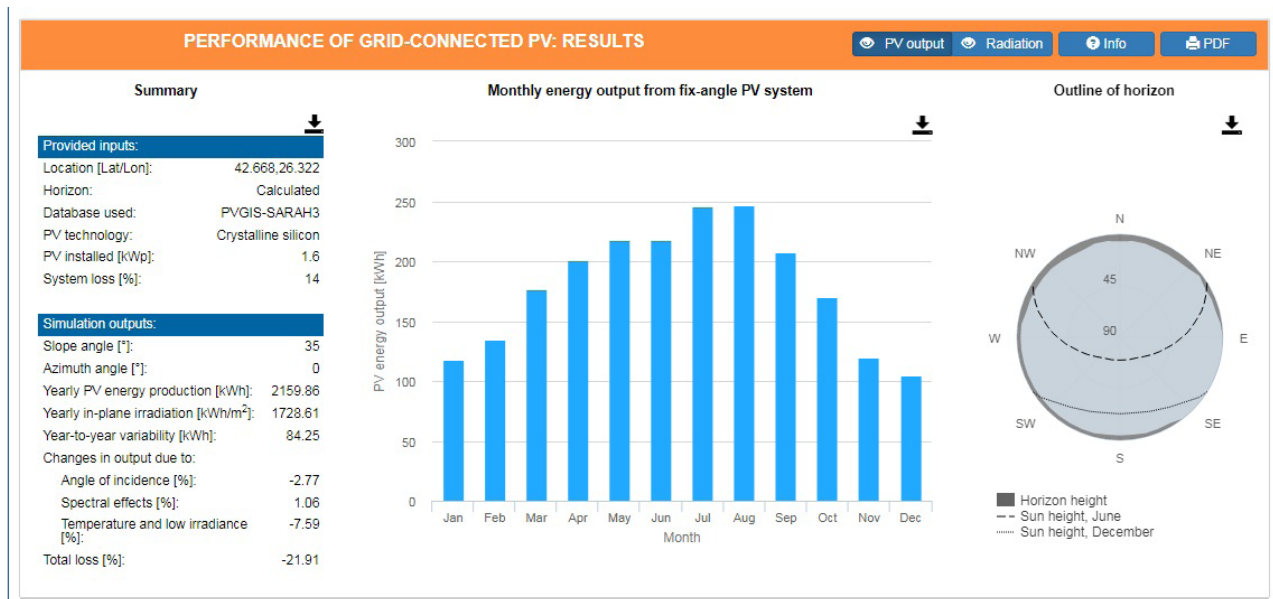 PERFORMANCE OF GRID-CONNECTED PV: RESULTS
PV output
Radiation
Info
PDF
Summary
Provided inputs:
Location [Lat/Lon]: 42.668,26.322
Horizon: Calculated
Database used: PVGIS-SARAH3
PV technology: Crystalline silicon
PV installed [kWp]: 1.6
System loss [%]: 14
Simulation outputs:
Slope angle [°]: 35
Azimuth angle [°]: 0
Yearly PV energy production [kWh]: 2159.86
Yearly in-plane irradiation [kWh/m²]: 1728.61
Year-to-year variability [kWh]: 84.25
Changes in output due to:
Angle of incidence [%]: -2.77
Spectral effects [%]: 1.06
Temperature and low irradiance -7.59
[%]:
Total loss [%]: -21.91
Monthly energy output from fix-angle PV system
PV energy output [kWh]
300
250
200
150
100
50
0
Jan Feb Mar Apr May Jun Jul Aug Sep Oct Nov Dec
Month
Outline of horizon
N
NW NE
45
W 90 E
SW SE
S
Horizon height
Sun height, June
Sun height, December